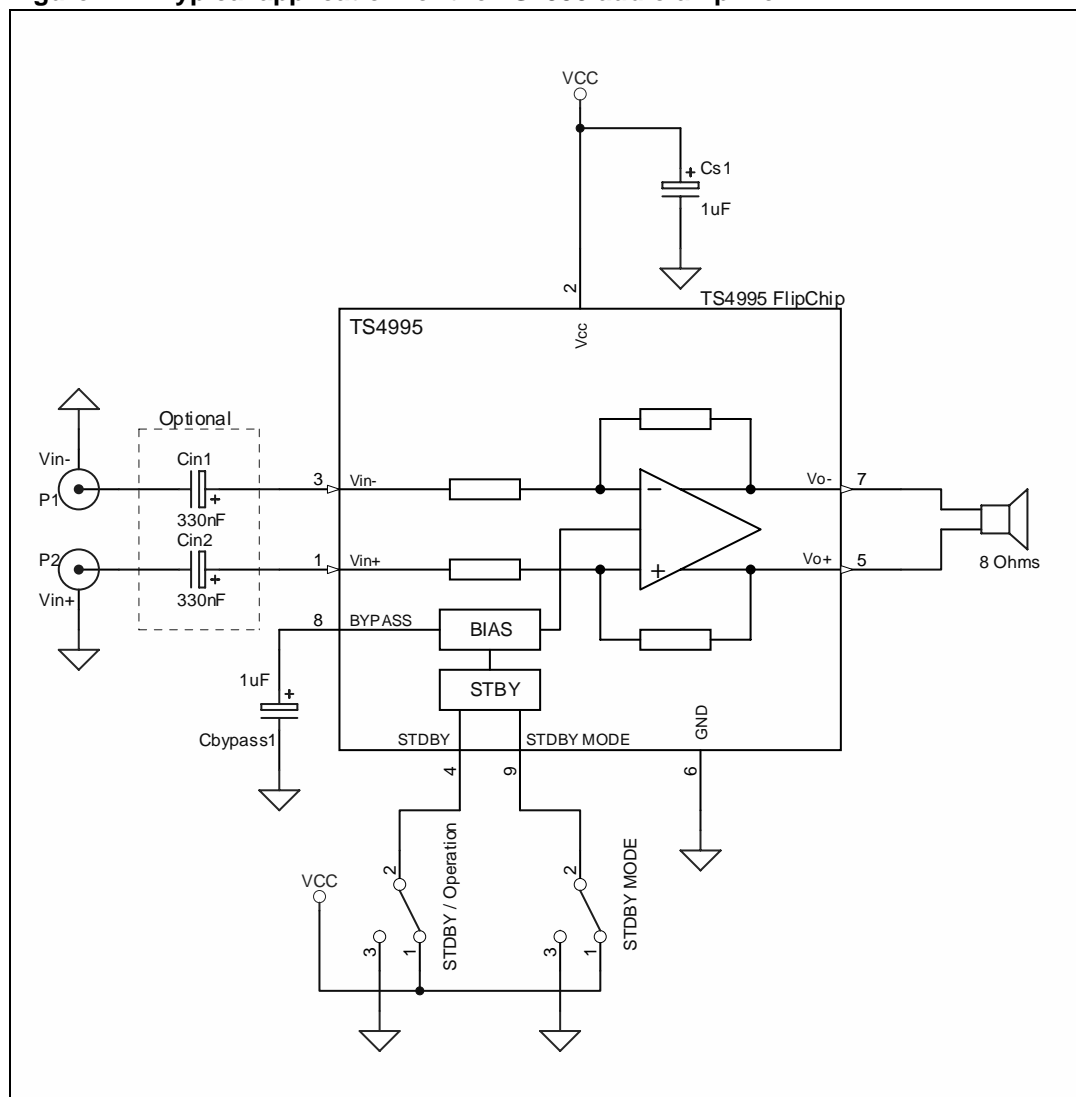 VCC
Cs1
+
1uF
2
TS4995 FlipChip
TS4995
Vcc
Optional
Vin-
Cin1
P1
+
330nF
3
Vin-
-
Vo-
7
P2
Cin2
Vin+
+
330nF
1
Vin+
+
Vo+
5
8 Ohms
8
BYPASS
BIAS
1uF
+
Cbypass1
STBY
STDBY
STDBY MODE
GND
4
9
6
VCC
2
3
1
STDBY / Operation
2
3
1
STDBY MODE